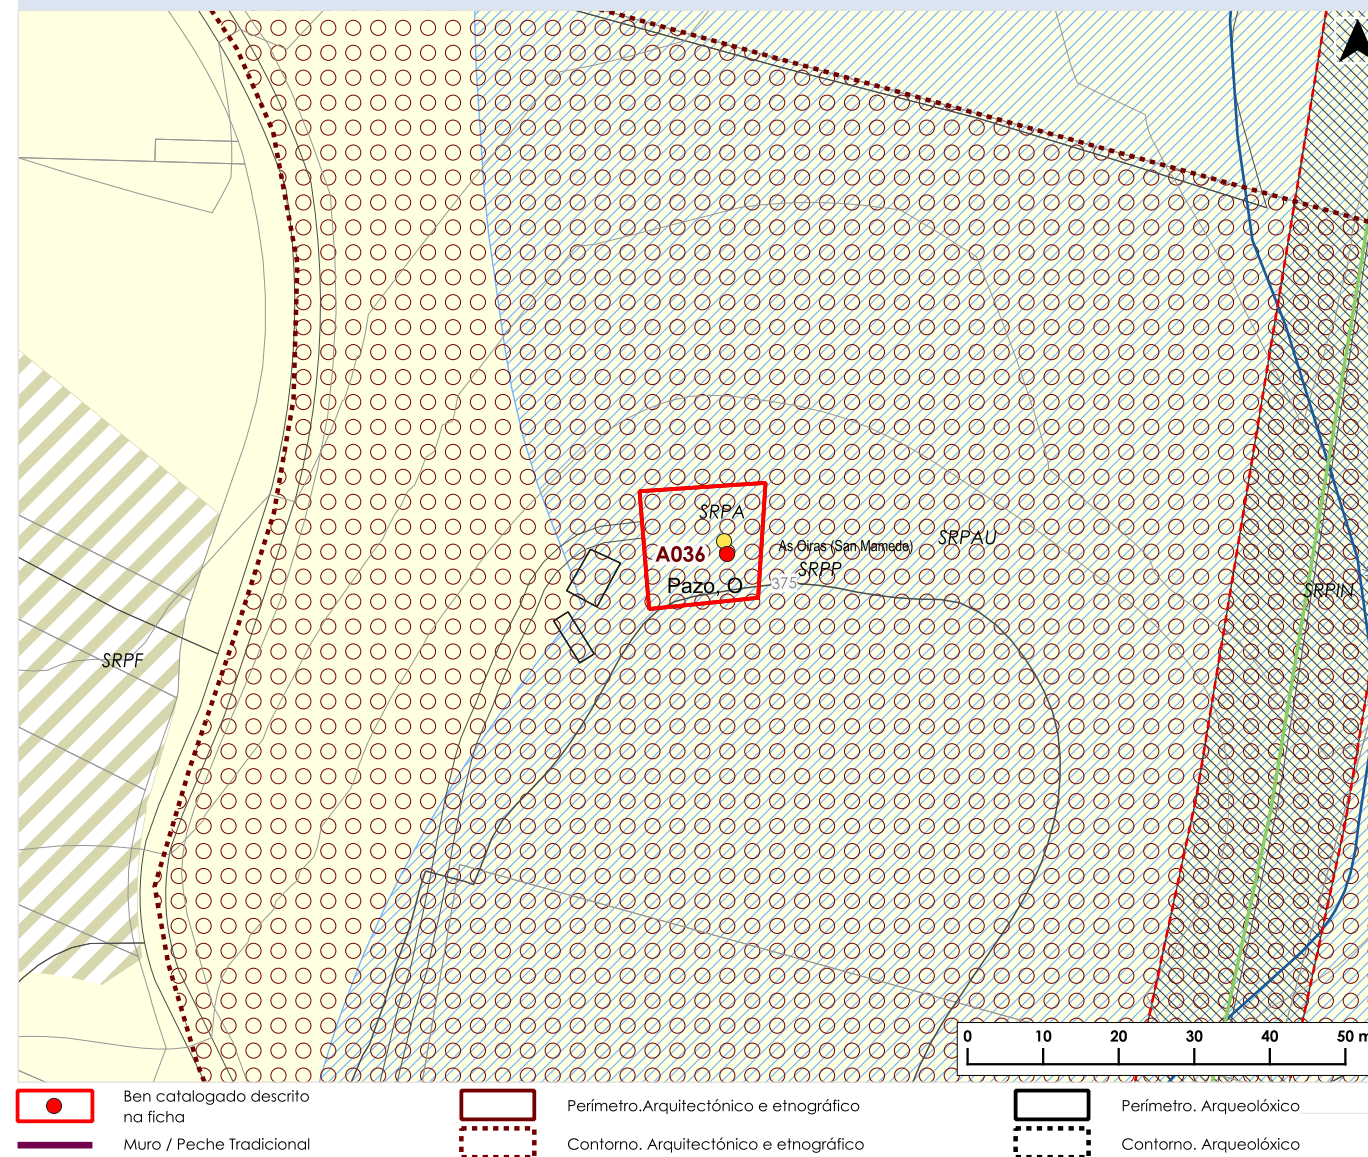 SRPA
A036
As Oiras (San Mamede)
SRPAU
SRPP
Pazo, O
375
SRPIN
SRPF
0 10 20 30 40 50 m
Ben catalogado descrito
na ficha
Muro / Peche Tradicional
Perímetro.Arquitectónico e etnográfico
Contorno. Arquitectónico e etnográfico
Perímetro. Arqueolóxico
Contorno. Arqueolóxico